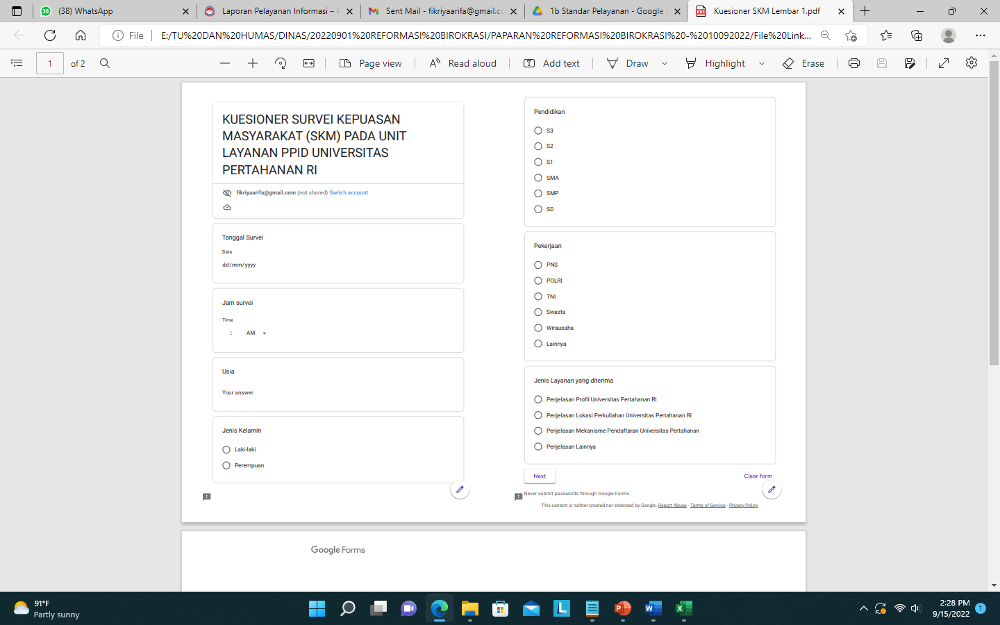 (38) WhatsApp
Laporan Pelayanan Informasi – P
Sent Mail - fikriyaarifa@gmail.cc
1b Standar Pelayanan - Google
Kuesioner SKM Lembar 1.pdf
File
E:/TU%20DAN%20HUMAS/DINAS/20220901%20REFORMASI%20BIROKRASI/PAPARAN%20REFORMASI%20BIROKRASI%20-%2010092022/File%20Link...
1
of 2
Page view
Read aloud
Add text
Draw
Highlight
Erase
KUESIONER SURVEI KEPUASAN
MASYARAKAT (SKM) PADA UNIT
LAYANAN PPID UNIVERSITAS
PERTAHANAN RI
fikriyaarifa@gmail.com (not shared) Switch account
Tanggal Survei
Date
dd/mm/yyyy
Jam survei
Time
: AM
Usia
Your answer
Jenis Kelamin
Laki-laki
Perempuan
Pendidikan
S3
S2
S1
SMA
SMP
SD
Pekerjaan
PNS
POLRI
TNI
Swasta
Wirausaha
Lainnya
Jenis Layanan yang diterima
Penjelasan Profil Universitas Pertahanan RI
Penjelasan Lokasi Perkuliahan Universitas Pertahanan RI
Penjelasan Mekanisme Pendaftaran Universitas Pertahanan
Penjelasan Lainnya
Next
Clear form
Never submit passwords through Google Forms.
This content is neither created nor endorsed by Google. Report Abuse - Terms of Service - Privacy Policy
Google Forms
91°F
Partly sunny
2:28 PM
9/15/2022
1